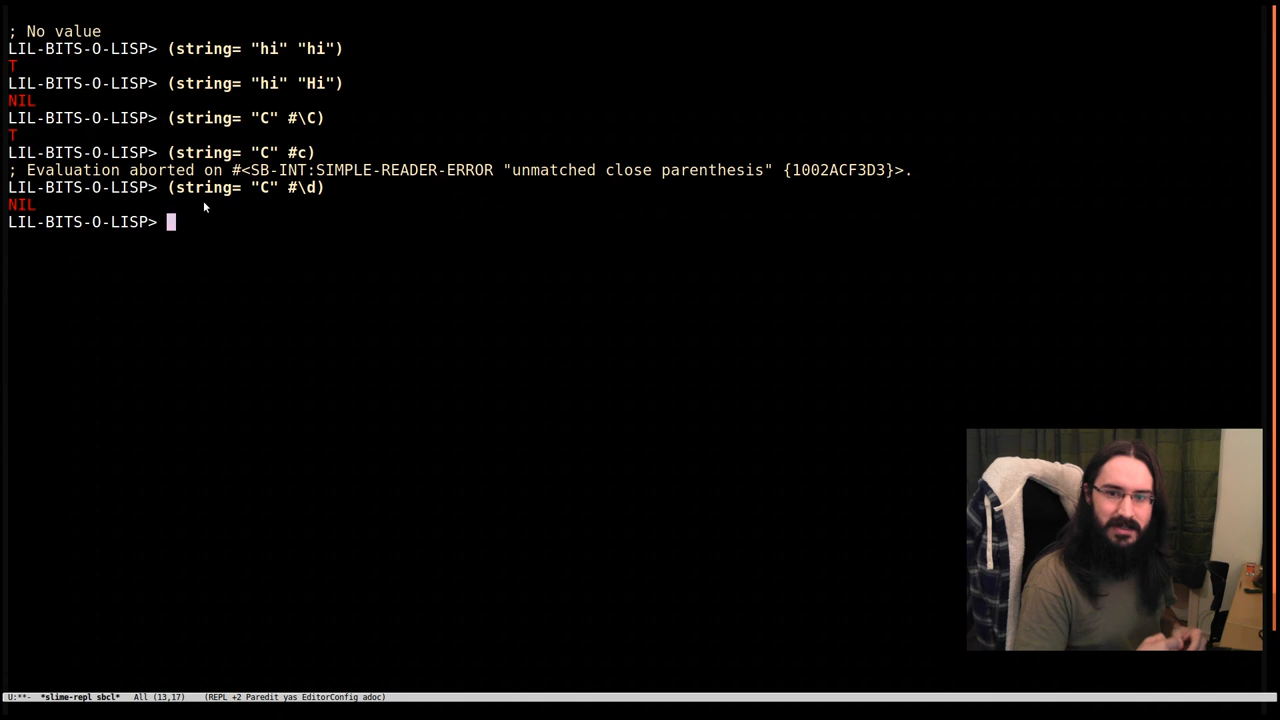 ; No value
LIL-BITS-O-LISP> (string= "hi" "hi")
T
LIL-BITS-O-LISP> (string= "hi" "Hi")
NIL
LIL-BITS-O-LISP> (string= "C" #\C)
T
LIL-BITS-O-LISP> (string= "C" #c)
; Evaluation aborted on #<SB-INT:SIMPLE-READER-ERROR "unmatched close parenthesis" {1002ACF3D3}>.
LIL-BITS-O-LISP> (string= "C" #\d)
NIL
LIL-BITS-O-LISP>
U:**-  *slime-repl sbcl*   All (13,17)    (REPL +2 Paredit yas EditorConfig adoc)